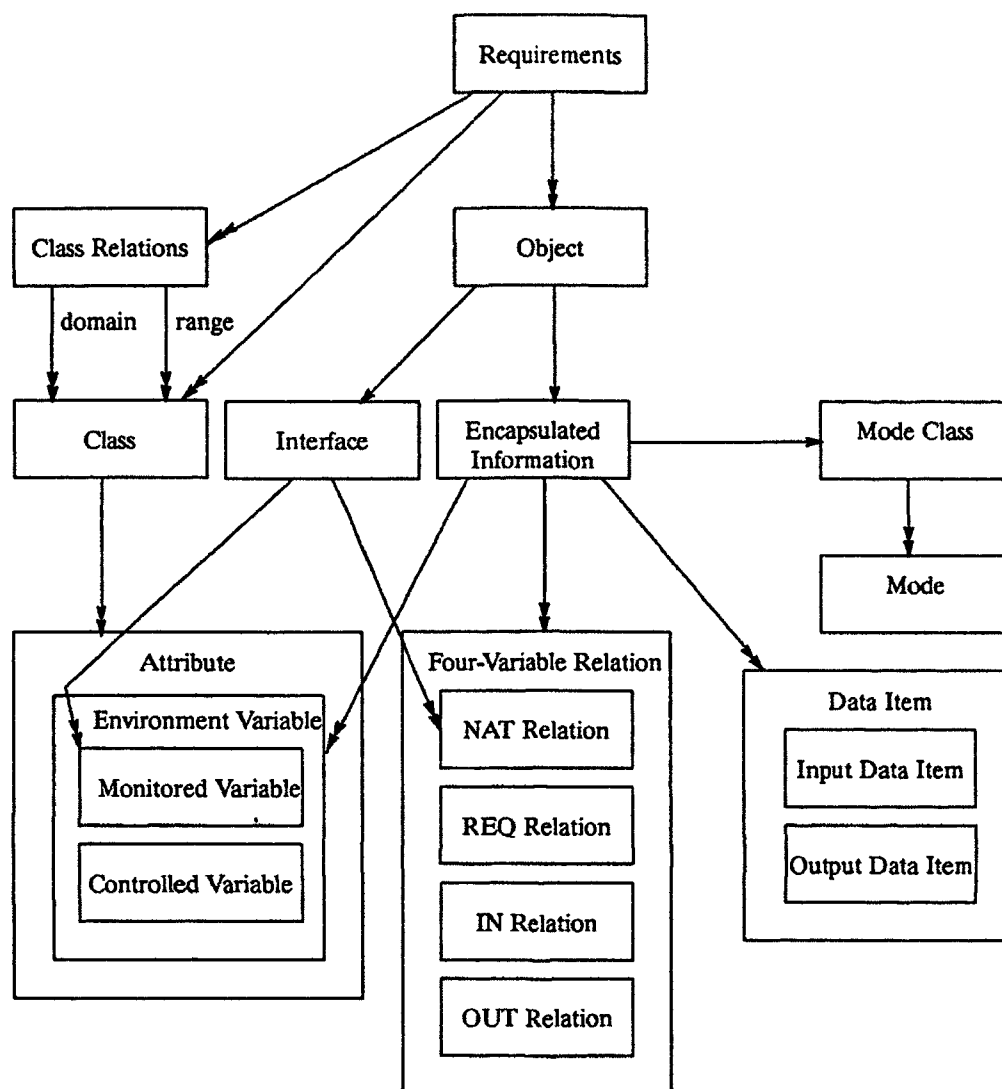 Requirements
Class Relations
Object
domain
range
Class
Interface
Encapsulated
Information
Mode Class
Mode
Attribute
Environment Variable
Monitored Variable
Controlled Variable
Four-Variable Relation
NAT Relation
REQ Relation
IN Relation
OUT Relation
Data Item
Input Data Item
Output Data Item